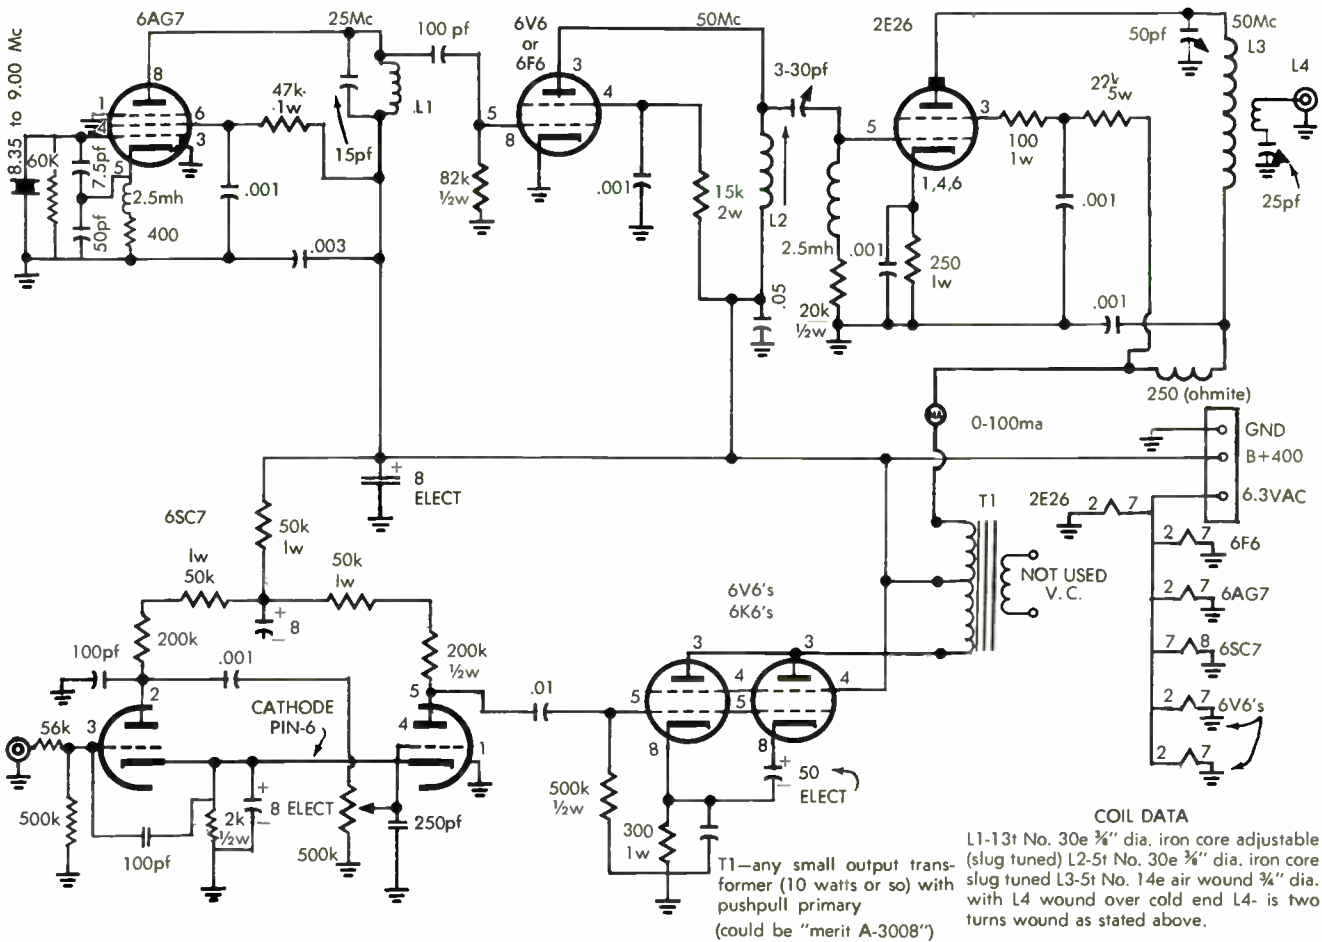 6AG7
25Mc
100 pf
6V6
or
6F6
50Mc
2E26
50pf
50Mc
L3
L4
8.35 to 9.00 Mc
8
1
4
6
3
5
47k
1w
L1
15pf
60K
7.5pf
50pf
2.5mh
400
.001
.003
3
4
5
8
82k
½w
.001
15k
2w
3-30pf
L2
.05
5
3
1,4,6
2.5mh
.001
20k
½w
250
1w
100
1w
22k
5w
.001
.001
25pf
250 (ohmite)
MA
0-100ma
GND
B+400
6.3VAC
+
8
ELECT
6SC7
50k
1w
1w
50k
50k
1w
+
8
−
200k
200k
½w
100pf
.001
2
3
56k
500k
100pf
CATHODE
PIN-6
2k
½w
+
8 ELECT
−
500k
5
4
1
250pf
.01
500k
½w
6V6's
6K6's
3
3
4
4
5
5
8
8
+
−
50
ELECT
300
1w
T1
NOT USED
V.C.
2E26
2
7
2
7
6F6
2
7
6AG7
7
8
6SC7
2
7
6V6's
2
7
T1—any small output trans-
former (10 watts or so) with
pushpull primary
(could be "merit A-3008")
COIL DATA
L1-13t No. 30e ⅜" dia. iron core adjustable
(slug tuned) L2-5t No. 30e ⅜" dia. iron core
slug tuned L3-5t No. 14e air wound ¾" dia.
with L4 wound over cold end L4- is two
turns wound as stated above.